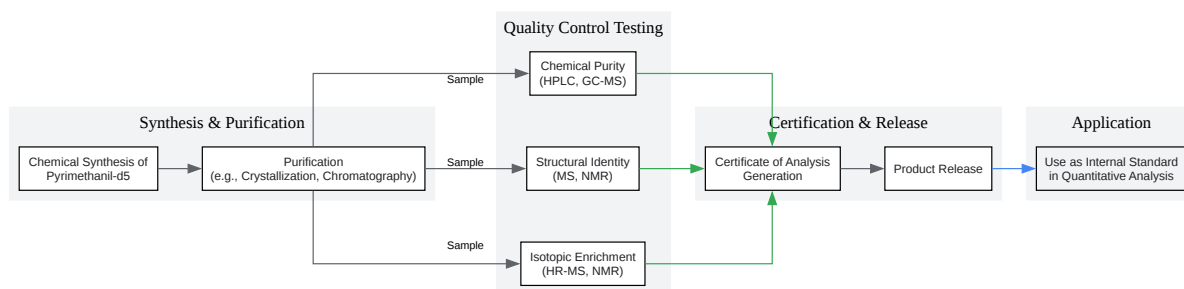 Quality Control Testing
Chemical Purity
(HPLC, GC-MS)
Sample
Synthesis & Purification
Certification & Release
Application
Chemical Synthesis of
Pyrimethanil-d5
Purification
(e.g., Crystallization, Chromatography)
Sample
Structural Identity
(MS, NMR)
Certificate of Analysis
Generation
Product Release
Use as Internal Standard
in Quantitative Analysis
Sample
Isotopic Enrichment
(HR-MS, NMR)